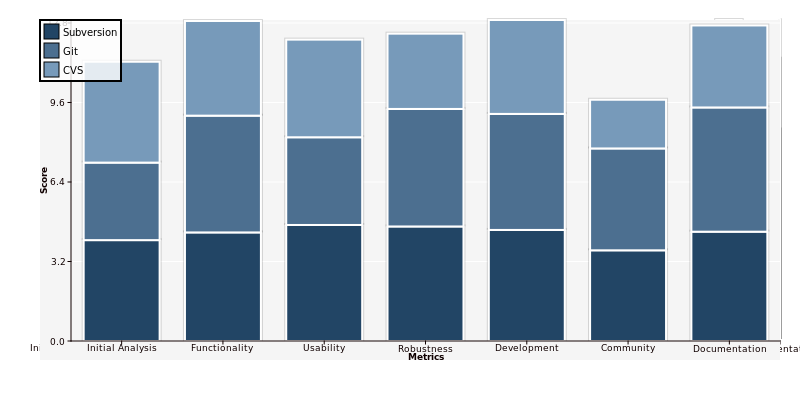 Subversion
Git
CVS
9.6
6.4
3.2
0.0
Score
Initial Analysis Functionality Usability Robustness Development Community Documentation
Metrics